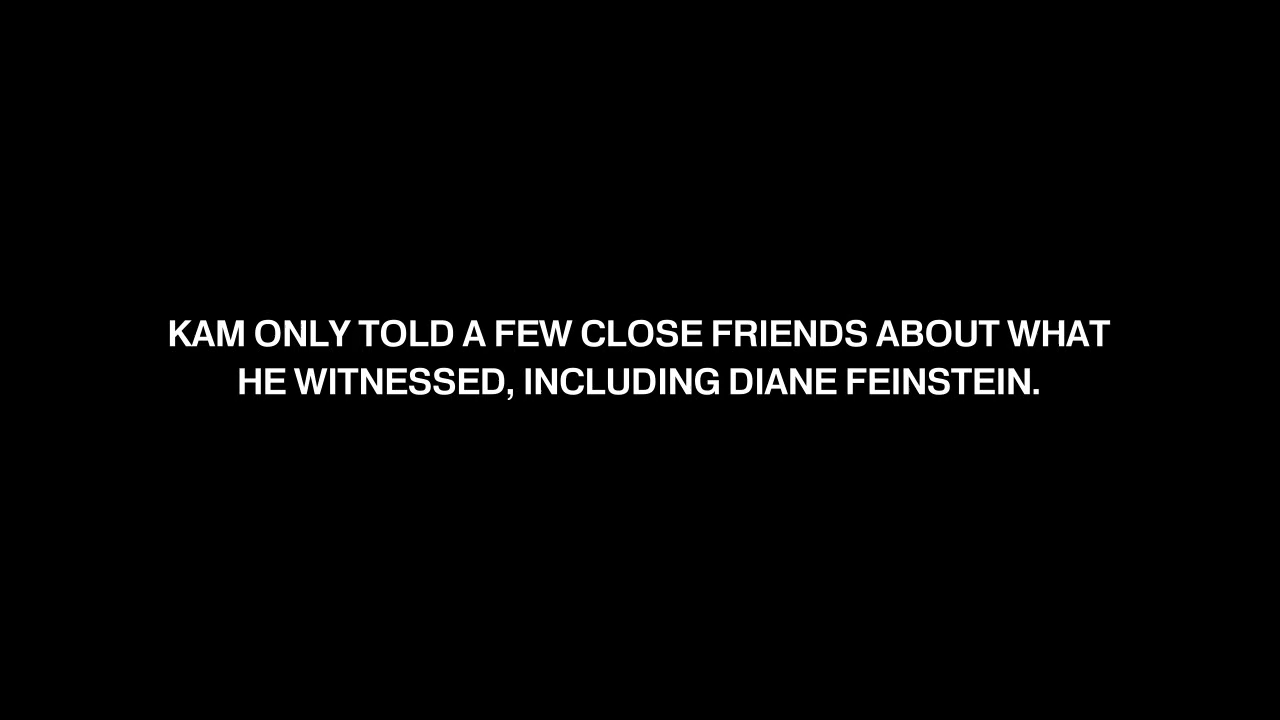 KAM ONLY TOLD A FEW CLOSE FRIENDS ABOUT WHAT
HE WITNESSED, INCLUDING DIANE FEINSTEIN.